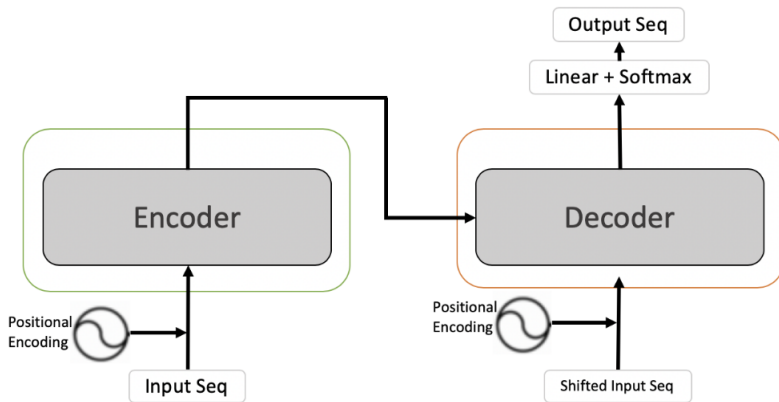 Output Seq
Linear + Softmax
Encoder
Decoder
Positional
Encoding
Positional
Encoding
Input Seq
Shifted Input Seq